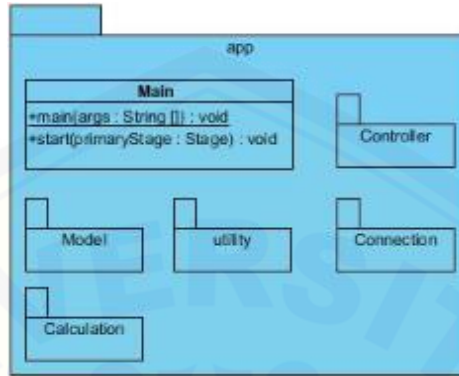 app
Main
+main(args : String []) : void
+start(primaryStage : Stage) : void
Controller
Model
utility
Connection
Calculation